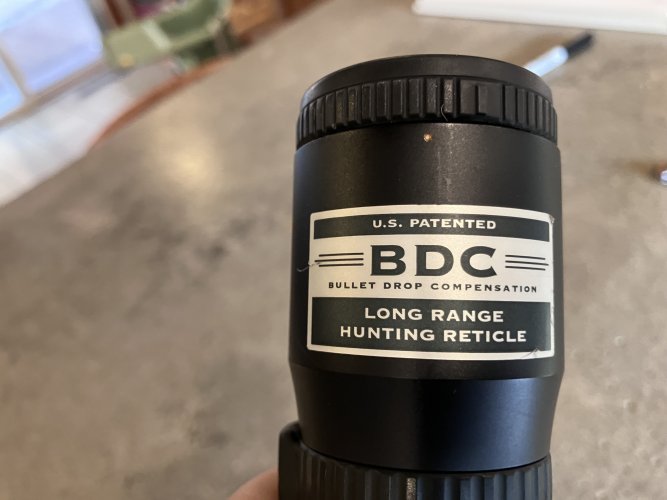 U.S. PATENTED
BDC
BULLET DROP COMPENSATION
LONG RANGE
HUNTING RETICLE